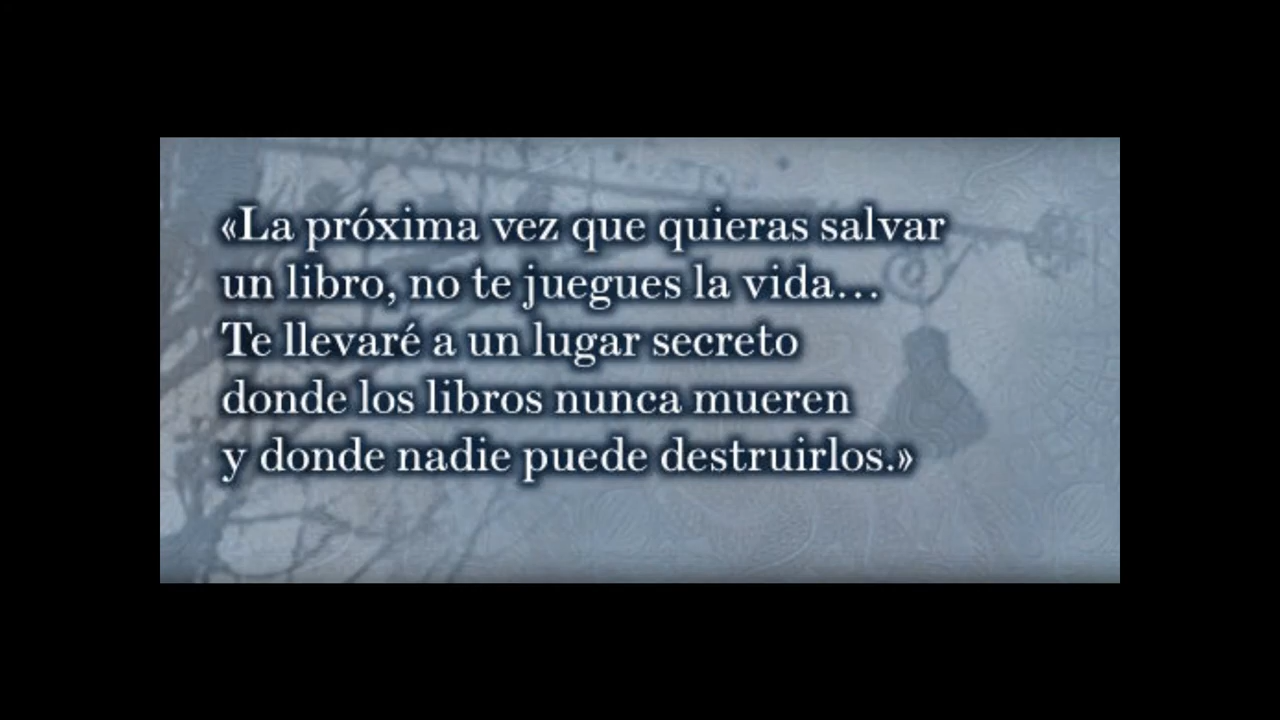 «La próxima vez que quieras salvar
un libro, no te juegues la vida...
Te llevaré a un lugar secreto
donde los libros nunca mueren
y donde nadie puede destruirlos.»